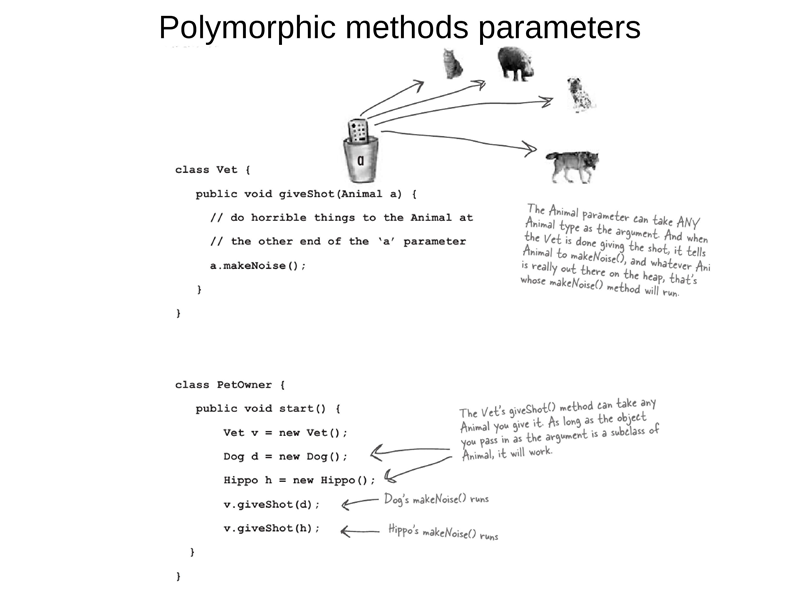 Polymorphic methods parameters
a
class Vet {
public void giveShot(Animal a) {
// do horrible things to the Animal at
// the other end of the ‘a’ parameter
a.makeNoise();
}
}
The Animal parameter can take ANY
Animal type as the argument. And when
the Vet is done giving the shot, it tells
Animal to makeNoise(), and whatever Ani
is really out there on the heap, that's
whose makeNoise() method will run.
class PetOwner {
public void start() {
Vet v = new Vet();
Dog d = new Dog();
Hippo h = new Hippo();
v.giveShot(d);
v.giveShot(h);
}
}
The Vet's giveShot() method can take any
Animal you give it. As long as the object
you pass in as the argument is a subclass of
Animal, it will work.
Dog's makeNoise() runs
Hippo's makeNoise() runs